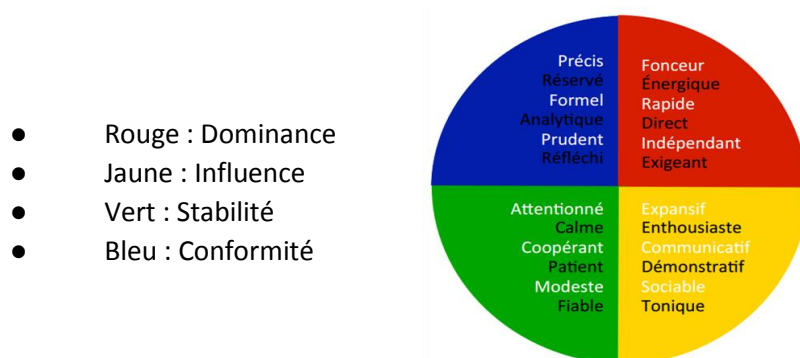 ● Rouge : Dominance
● Jaune : Influence
● Vert : Stabilité
● Bleu : Conformité
Précis
Réservé
Formel
Analytique
Prudent
Réfléchi
Fonceur
Énergique
Rapide
Direct
Indépendant
Exigeant
Attentionné
Calme
Coopérant
Patient
Modeste
Fiable
Expansif
Enthousiaste
Communicatif
Démonstratif
Sociable
Tonique